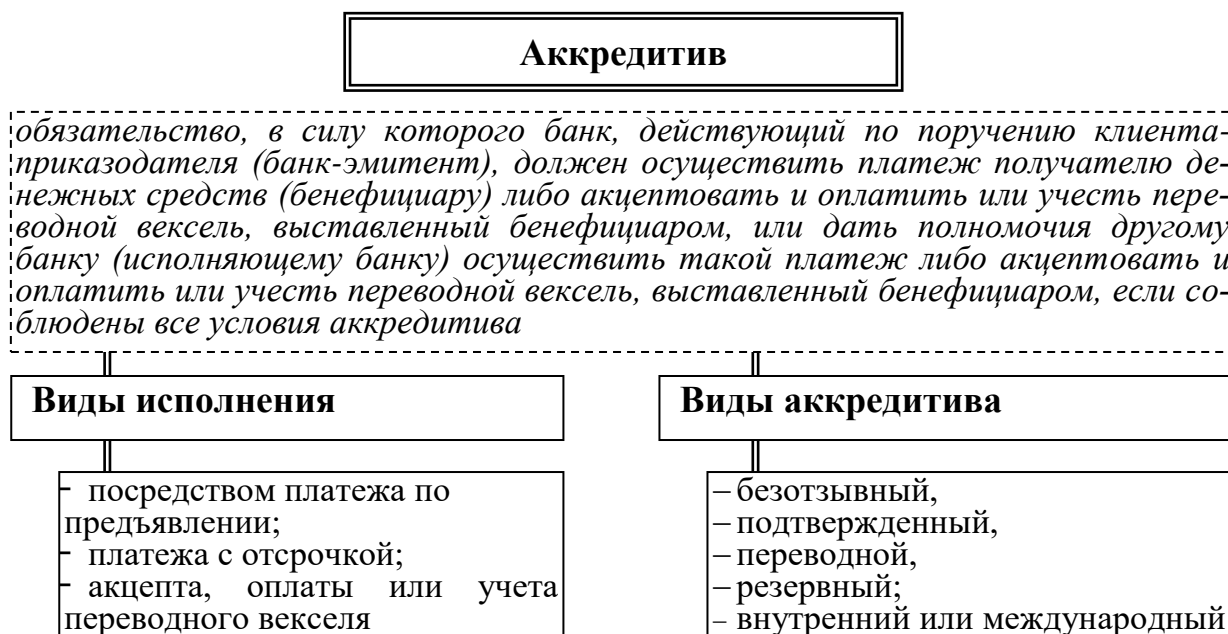 Аккредитив
обязательство, в силу которого банк, действующий по поручению клиента-
приказодателя (банк-эмитент), должен осуществить платеж получателю де-
нежных средств (бенефициару) либо акцептовать и оплатить или учесть пере-
водной вексель, выставленный бенефициаром, или дать полномочия другому
банку (исполняющему банку) осуществить такой платеж либо акцептовать и
оплатить или учесть переводной вексель, выставленный бенефициаром, если со-
блюдены все условия аккредитива
Виды исполнения
- посредством платежа по
предъявлении;
- платежа с отсрочкой;
- акцепта, оплаты или учета
переводного векселя
Виды аккредитива
– безотзывный,
– подтвержденный,
– переводной,
– резервный;
– внутренний или международный